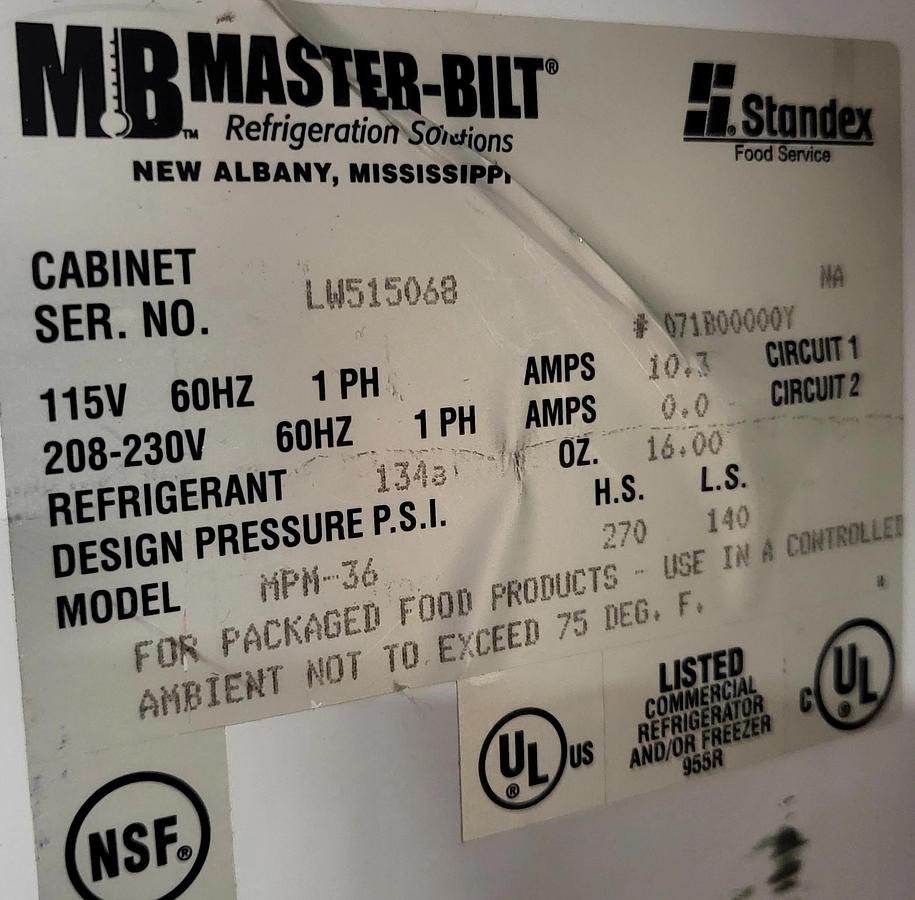 MB™ MASTER-BILT®
Refrigeration Solutions
NEW ALBANY, MISSISSIPPI
Standex
Food Service
CABINET
SER. NO. LW515068
NA
# 071B00000Y
115V 60HZ 1 PH AMPS 10.3 CIRCUIT 1
208-230V 60HZ 1 PH AMPS 0.0 CIRCUIT 2
REFRIGERANT 134a OZ. 16.00
DESIGN PRESSURE P.S.I. H.S. L.S.
270 140
MODEL MPM-36
FOR PACKAGED FOOD PRODUCTS - USE IN A CONTROLLED
AMBIENT NOT TO EXCEED 75 DEG. F.
NSF®
UL® US
LISTED
COMMERCIAL
REFRIGERATOR
AND/OR FREEZER
955R
C UL®